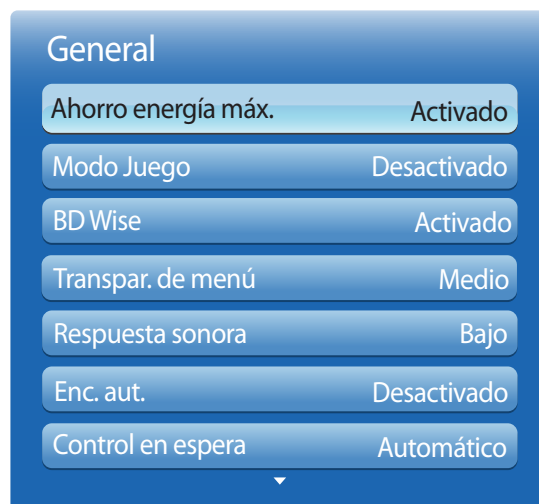 General
Ahorro energía máx. Activado
Modo Juego Desactivado
BD Wise Activado
Transpar. de menú Medio
Respuesta sonora Bajo
Enc. aut. Desactivado
Control en espera Automático